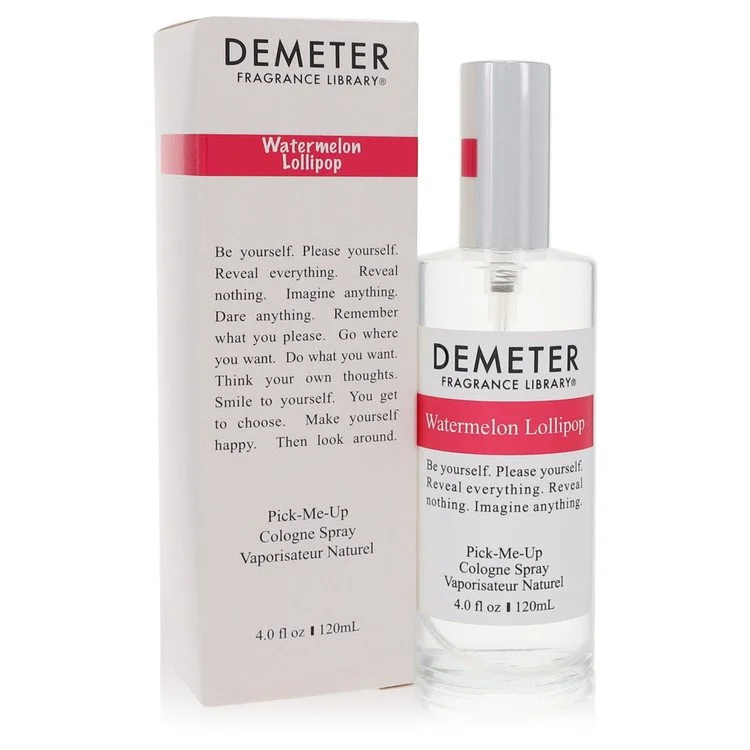 DEMETER
FRAGRANCE LIBRARY®
Watermelon
Lollipop
Be yourself. Please yourself.
Reveal everything. Reveal
nothing. Imagine anything.
Dare anything. Remember
what you please. Go where
you want. Do what you want.
Think your own thoughts.
Smile to yourself. You get
to choose. Make yourself
happy. Then look around.
Pick-Me-Up
Cologne Spray
Vaporisateur Naturel
4.0 fl oz 120mL
DEMETER
FRAGRANCE LIBRARY®
Watermelon Lollipop
Be yourself. Please yourself.
Reveal everything. Reveal
nothing. Imagine anything.
Pick-Me-Up
Cologne Spray
Vaporisateur Naturel
4.0 fl oz 120mL